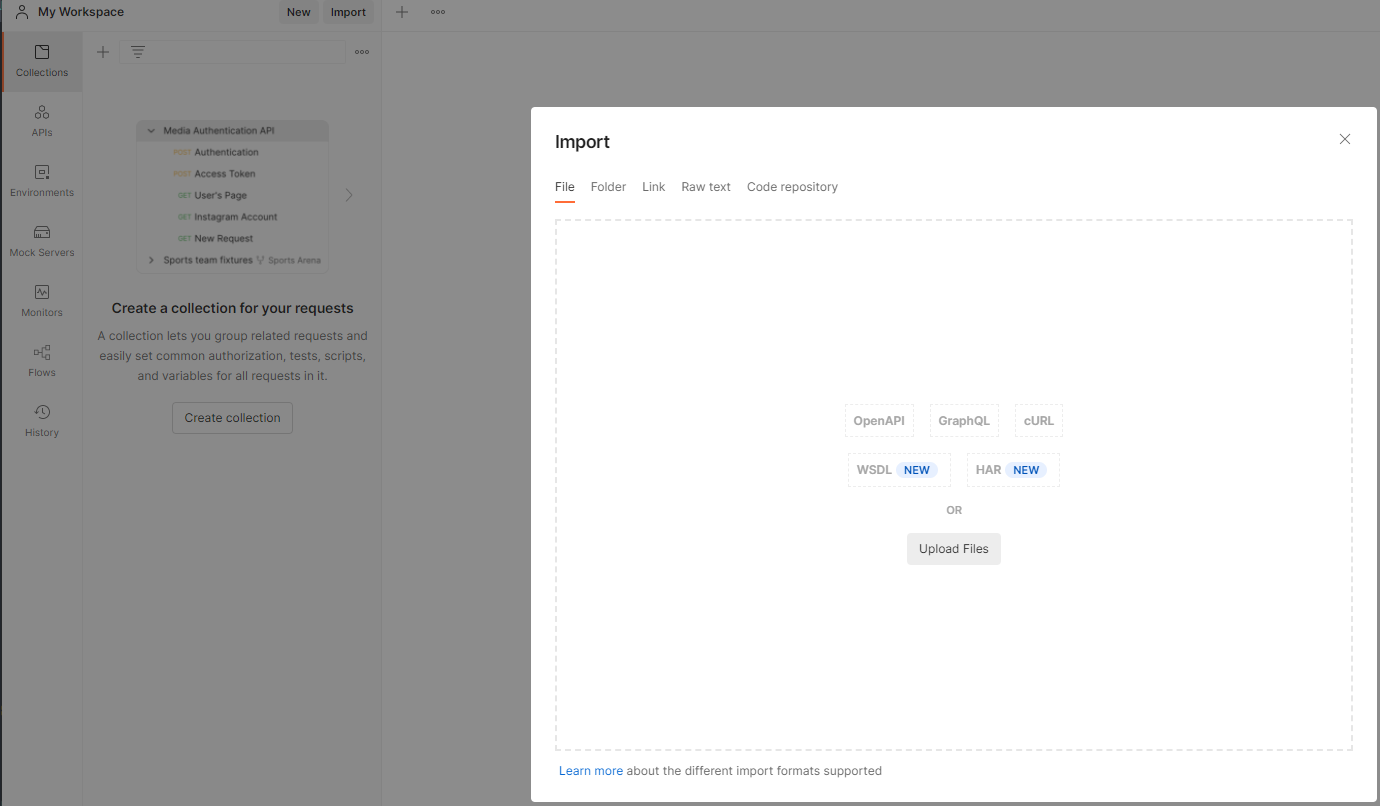 My Workspace
New
Import
Collections
APIs
Environments
Mock Servers
Monitors
Flows
History
Media Authentication API
POST Authentication
POST Access Token
GET User's Page
GET Instagram Account
GET New Request
Sports team fixtures Sports Arena
Create a collection for your requests
A collection lets you group related requests and
easily set common authorization, tests, scripts,
and variables for all requests in it.
Create collection
Import
File Folder Link Raw text Code repository
OpenAPI GraphQL cURL
WSDL NEW HAR NEW
OR
Upload Files
Learn more about the different import formats supported